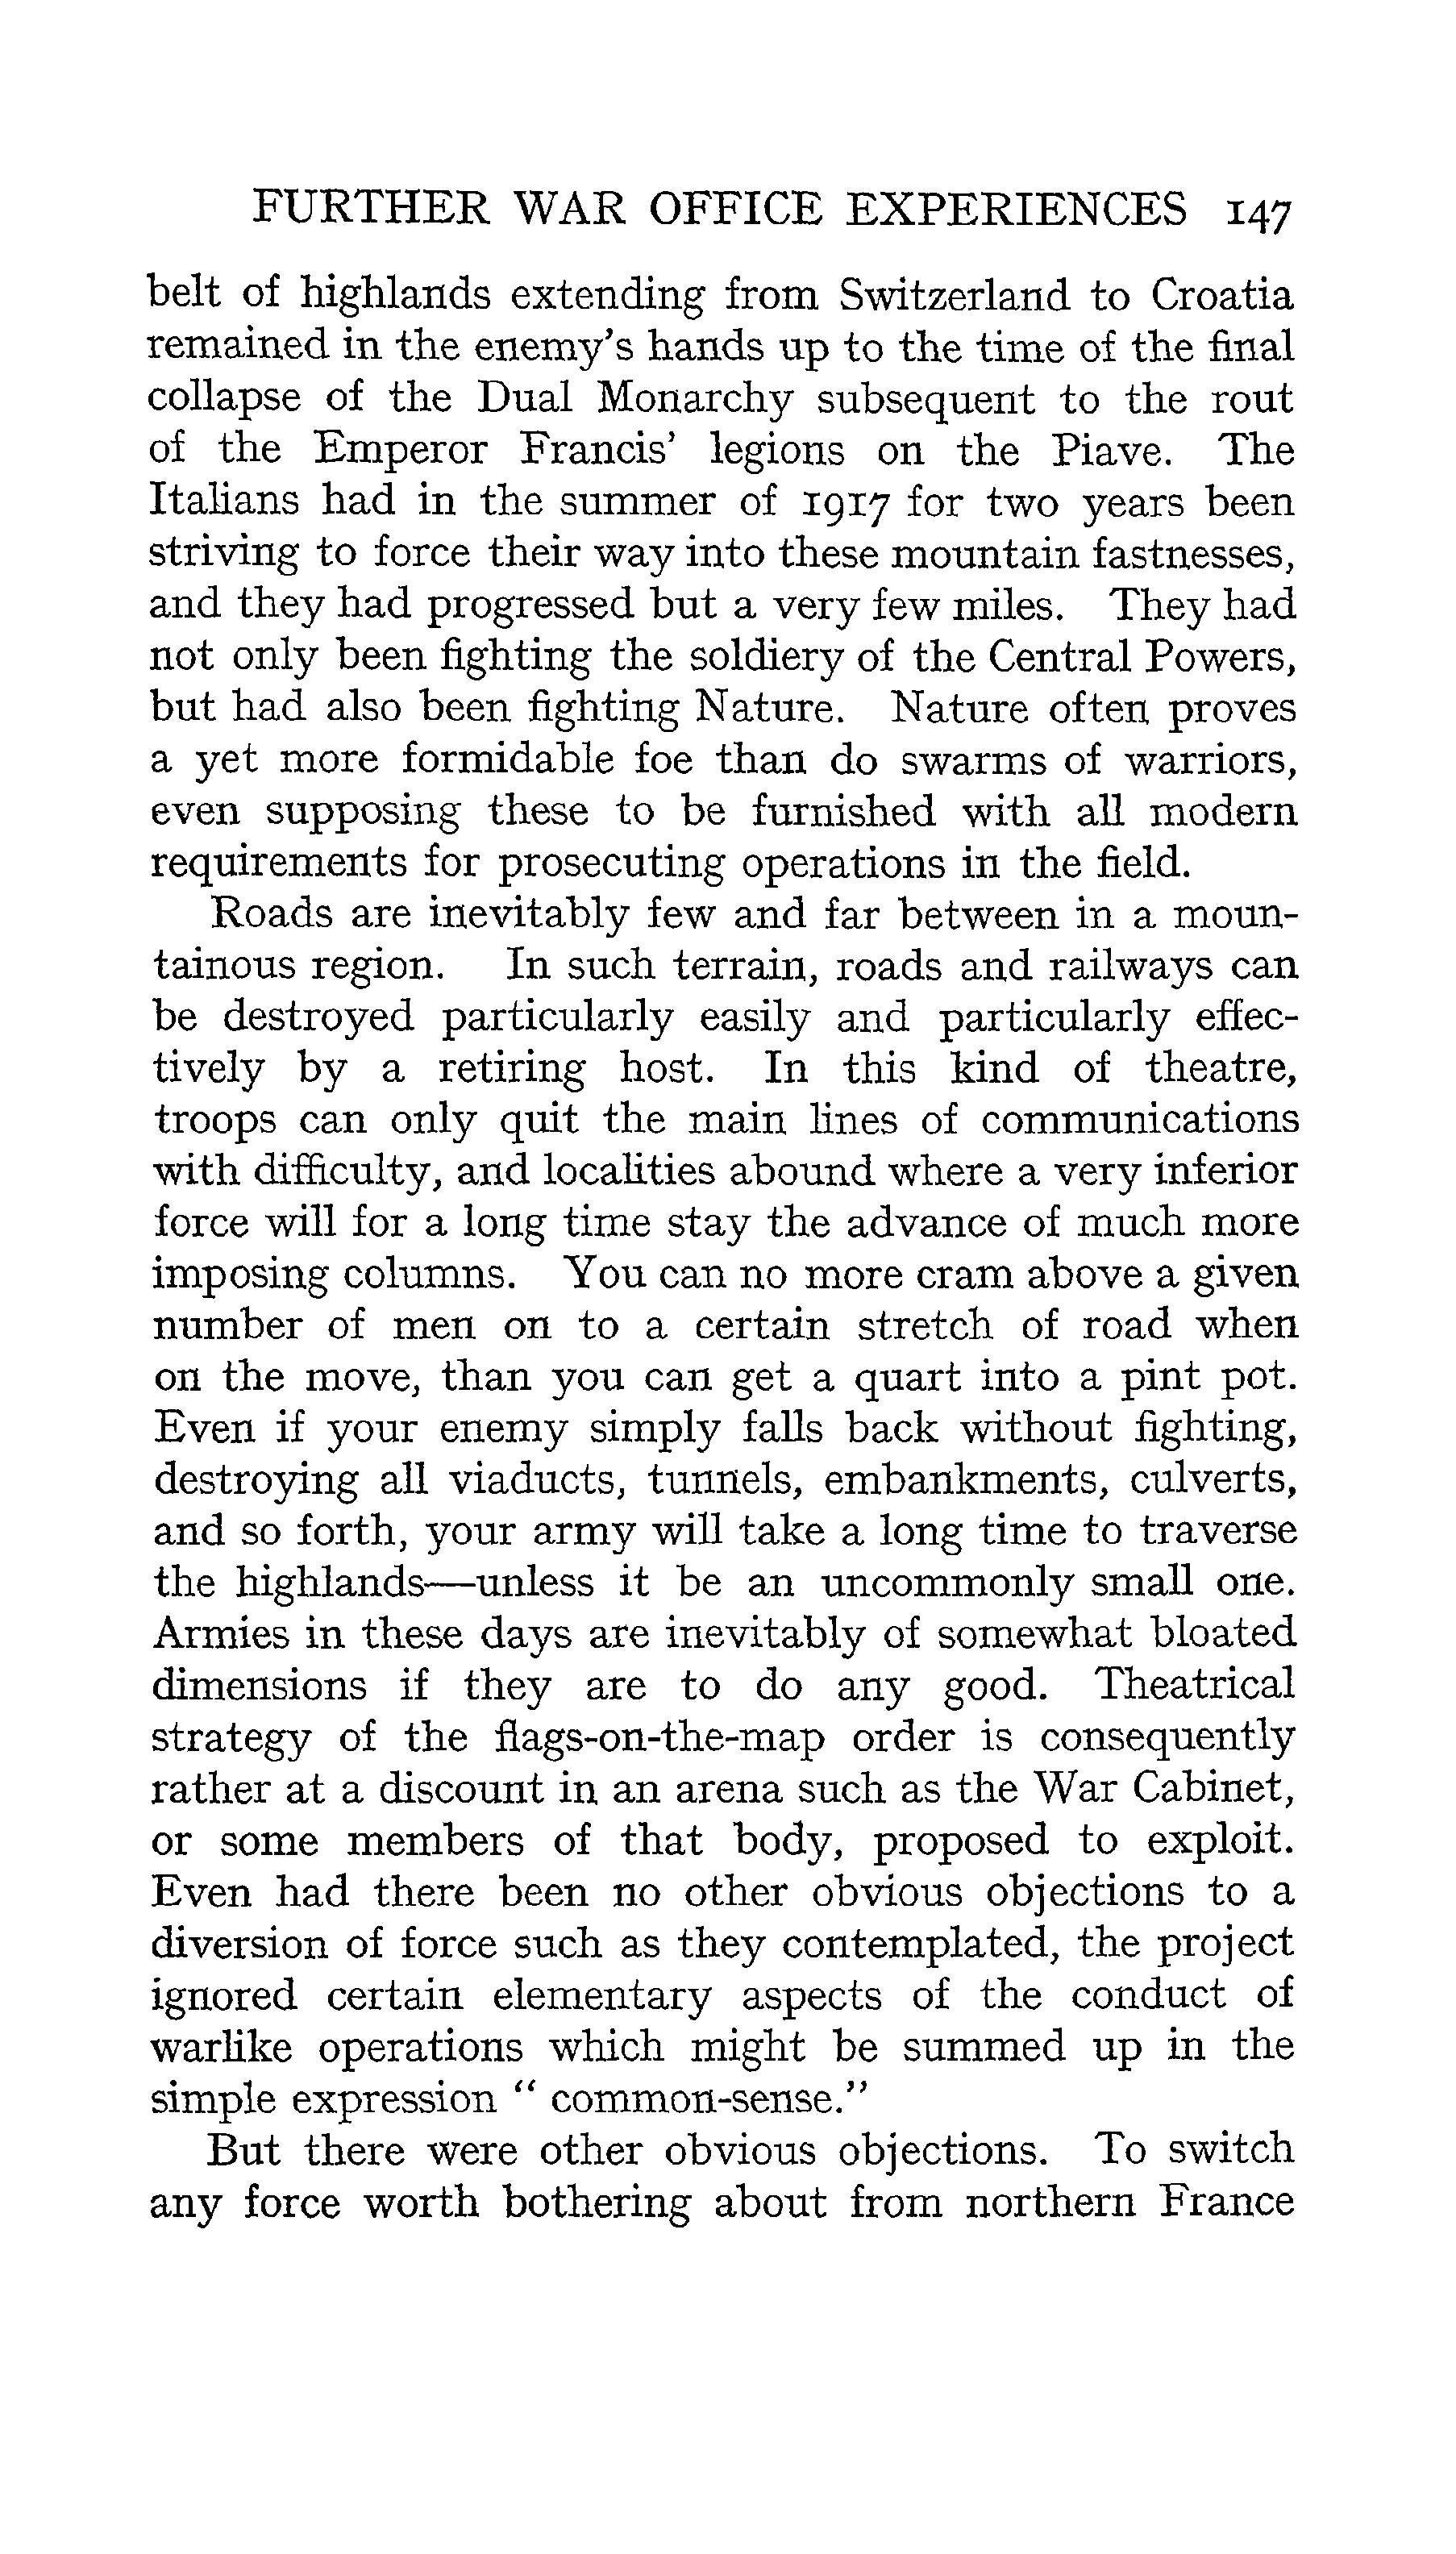 FURTHER WAR OFFICE EXPERIENCES 147
belt of highlands extending from Switzerland to Croatia
remained in the enemy's hands up to the time of the final
collapse of the Dual Monarchy subsequent to the rout
of the Emperor Francis' legions on the Piave. The
Italians had in the summer of 1917 for two years been
striving to force their way into these mountain fastnesses,
and they had progressed but a very few miles. They had
not only been fighting the soldiery of the Central Powers,
but had also been fighting Nature. Nature often proves
a yet more formidable foe than do swarms of warriors,
even supposing these to be furnished with all modern
requirements for prosecuting operations in the field.
Roads are inevitably few and far between in a moun-
tainous region. In such terrain, roads and railways can
be destroyed particularly easily and particularly effec-
tively by a retiring host. In this kind of theatre,
troops can only quit the main lines of communications
with difficulty, and localities abound where a very inferior
force will for a long time stay the advance of much more
imposing columns. You can no more cram above a given
number of men on to a certain stretch of road when
on the move, than you can get a quart into a pint pot.
Even if your enemy simply falls back without fighting,
destroying all viaducts, tunnels, embankments, culverts,
and so forth, your army will take a long time to traverse
the highlands—unless it be an uncommonly small one.
Armies in these days are inevitably of somewhat bloated
dimensions if they are to do any good. Theatrical
strategy of the flags-on-the-map order is consequently
rather at a discount in an arena such as the War Cabinet,
or some members of that body, proposed to exploit.
Even had there been no other obvious objections to a
diversion of force such as they contemplated, the project
ignored certain elementary aspects of the conduct of
warlike operations which might be summed up in the
simple expression " common-sense."
But there were other obvious objections. To switch
any force worth bothering about from northern France